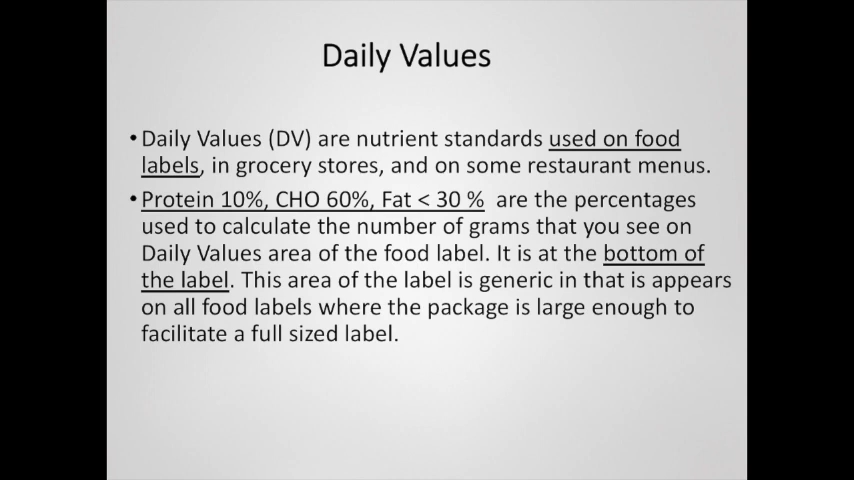 Daily Values
•Daily Values (DV) are nutrient standards used on food
labels, in grocery stores, and on some restaurant menus.
•Protein 10%, CHO 60%, Fat < 30 %  are the percentages
used to calculate the number of grams that you see on
Daily Values area of the food label. It is at the bottom of
the label. This area of the label is generic in that is appears
on all food labels where the package is large enough to
facilitate a full sized label.